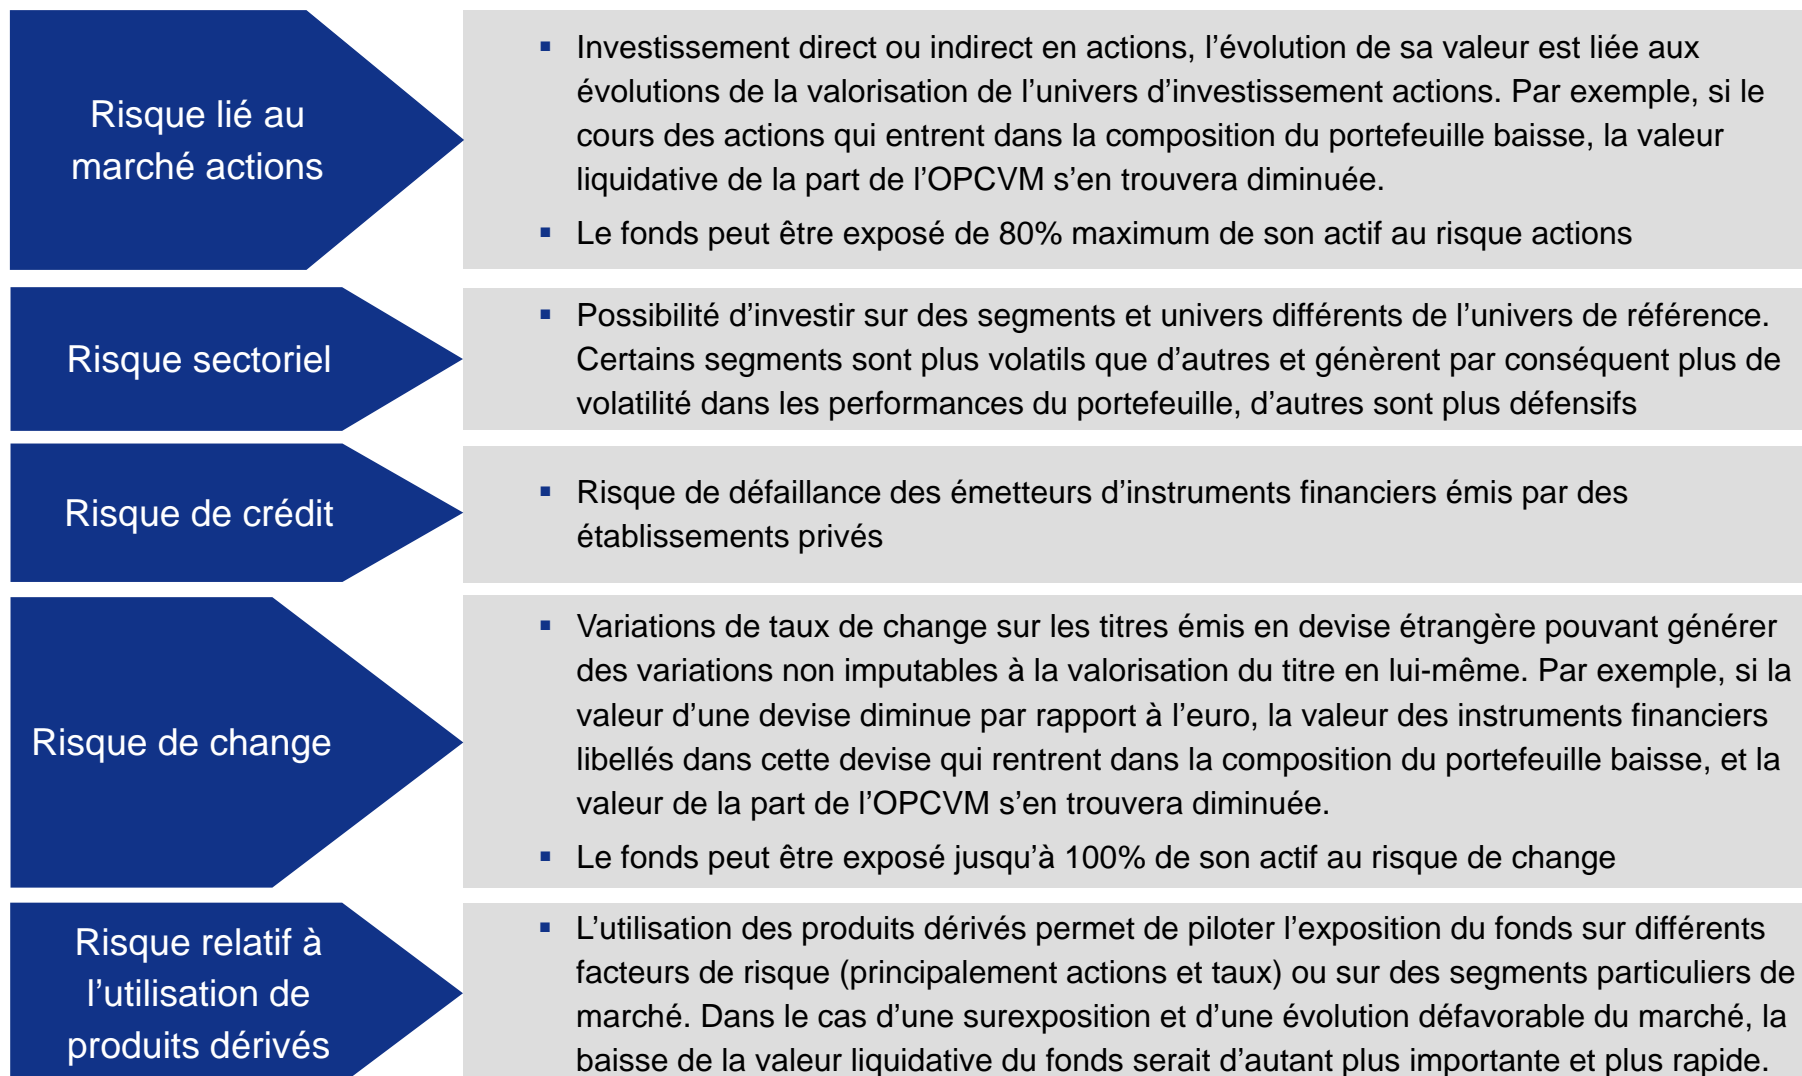 Risque lié au
marché actions
▪ Investissement direct ou indirect en actions, l’évolution de sa valeur est liée aux
évolutions de la valorisation de l’univers d’investissement actions. Par exemple, si le
cours des actions qui entrent dans la composition du portefeuille baisse, la valeur
liquidative de la part de l’OPCVM s’en trouvera diminuée.
▪ Le fonds peut être exposé de 80% maximum de son actif au risque actions
Risque sectoriel
▪ Possibilité d’investir sur des segments et univers différents de l’univers de référence.
Certains segments sont plus volatils que d’autres et génèrent par conséquent plus de
volatilité dans les performances du portefeuille, d’autres sont plus défensifs
Risque de crédit
▪ Risque de défaillance des émetteurs d’instruments financiers émis par des
établissements privés
Risque de change
▪ Variations de taux de change sur les titres émis en devise étrangère pouvant générer
des variations non imputables à la valorisation du titre en lui-même. Par exemple, si la
valeur d’une devise diminue par rapport à l’euro, la valeur des instruments financiers
libellés dans cette devise qui rentrent dans la composition du portefeuille baisse, et la
valeur de la part de l’OPCVM s’en trouvera diminuée.
▪ Le fonds peut être exposé jusqu’à 100% de son actif au risque de change
Risque relatif à
l’utilisation de
produits dérivés
▪ L’utilisation des produits dérivés permet de piloter l’exposition du fonds sur différents
facteurs de risque (principalement actions et taux) ou sur des segments particuliers de
marché. Dans le cas d’une surexposition et d’une évolution défavorable du marché, la
baisse de la valeur liquidative du fonds serait d’autant plus importante et plus rapide.